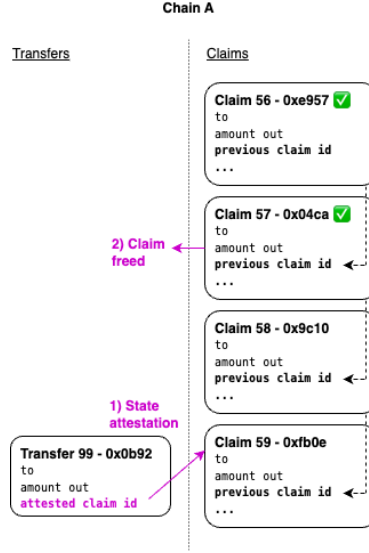 Chain A
Transfers
Claims
Claim 56 - 0xe957 ✅
to
amount out
previous claim id
...
Claim 57 - 0x04ca ✅
to
amount out
previous claim id
...
2) Claim
freed
Claim 58 - 0x9c10
to
amount out
previous claim id
...
1) State
attestation
Transfer 99 - 0x0b92
to
amount out
attested claim id
Claim 59 - 0xfb0e
to
amount out
previous claim id
...